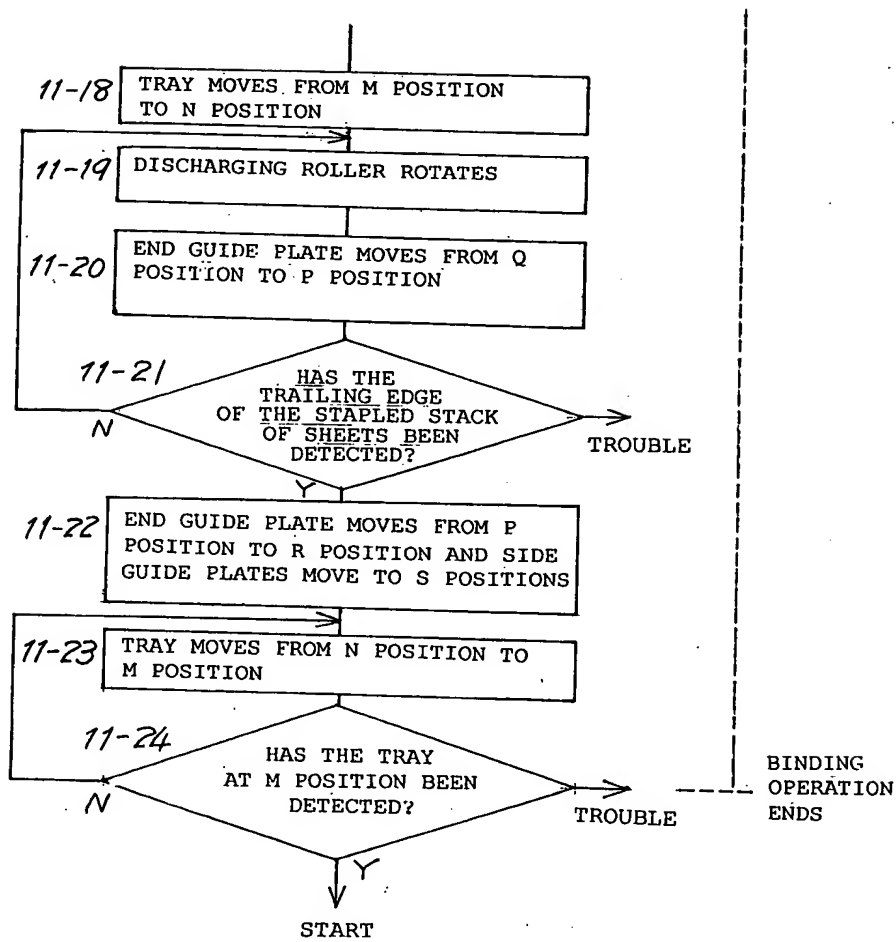 11-18
TRAY MOVES FROM M POSITION
TO N POSITION
11-19
DISCHARGING ROLLER ROTATES
11-20
END GUIDE PLATE MOVES FROM Q
POSITION TO P POSITION
11-21
HAS THE
TRAILING EDGE
OF THE STAPLED STACK
OF SHEETS BEEN
DETECTED?
N
TROUBLE
Y
11-22
END GUIDE PLATE MOVES FROM P
POSITION TO R POSITION AND SIDE
GUIDE PLATES MOVE TO S POSITIONS
11-23
TRAY MOVES FROM N POSITION TO
M POSITION
11-24
HAS THE TRAY
AT M POSITION BEEN
DETECTED?
N
TROUBLE
BINDING
OPERATION
ENDS
Y
START